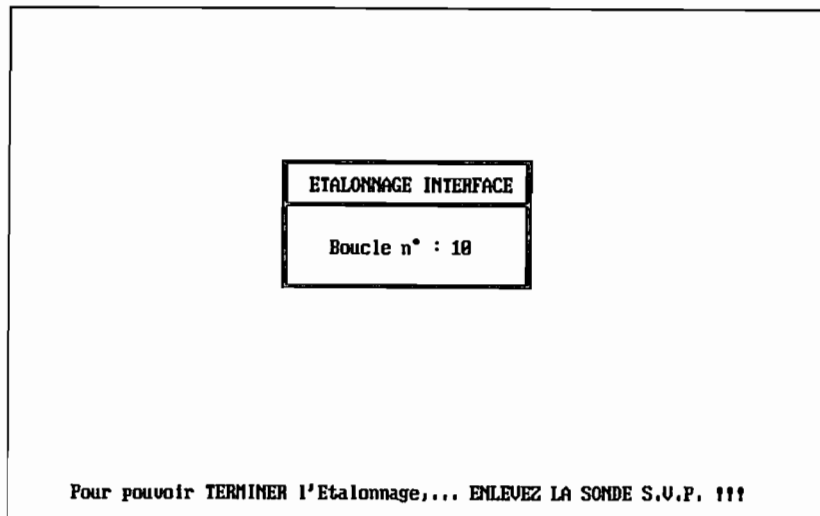 ETALONNAGE INTERFACE
Boucle n° : 10
Pour pouvoir TERMINER l'Etalonnage,... ENLEVEZ LA SONDE S.V.P. !!!